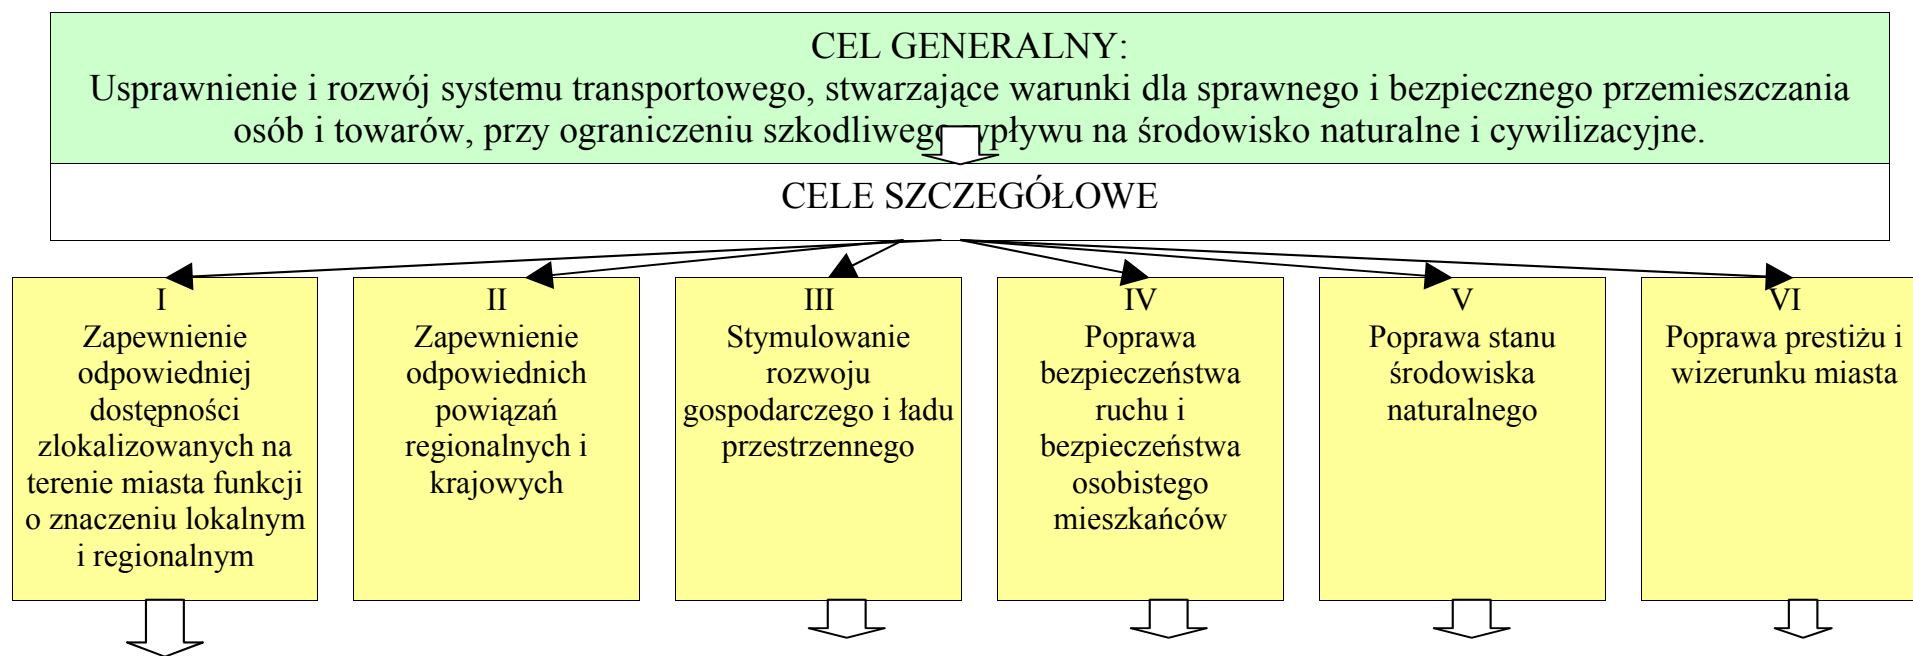 CEL GENERALNY:
Usprawnienie i rozwój systemu transportowego, stwarzające warunki dla sprawnego i bezpiecznego przemieszczania
osób i towarów, przy ograniczeniu szkodliwego wpływu na środowisko naturalne i cywilizacyjne.
CELE SZCZEGÓŁOWE
I
Zapewnienie
odpowiedniej
dostępności
zlokalizowanych na
terenie miasta funkcji
o znaczeniu lokalnym
i regionalnym
II
Zapewnienie
odpowiednich
powiązań
regionalnych i
krajowych
III
Stymulowanie
rozwoju
gospodarczego i ładu
przestrzennego
IV
Poprawa
bezpieczeństwa
ruchu i
bezpieczeństwa
osobistego
mieszkańców
V
Poprawa stanu
środowiska
naturalnego
VI
Poprawa prestiżu i
wizerunku miasta